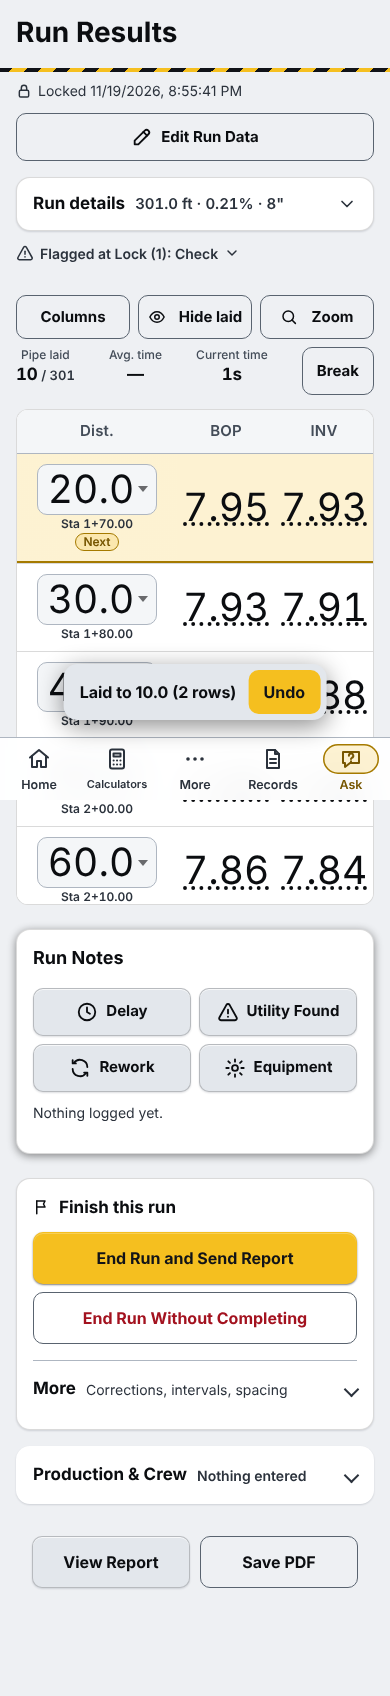 Run Results
Locked 11/19/2026, 8:55:41 PM
Edit Run Data
Run details 301.0 ft · 0.21% · 8"
Flagged at Lock (1): Check
Columns
Hide laid
Zoom
Pipe laid
10 / 301
Avg. time
—
Current time
1s
Break
Dist. BOP INV
20.0 7.95 7.93
Sta 1+70.00
Next
30.0 7.93 7.91
Sta 1+80.00
Laid to 10.0 (2 rows) Undo
Sta 1+90.00
Home
Calculators
More
Records
Ask
Sta 2+00.00
60.0 7.86 7.84
Sta 2+10.00
Run Notes
Delay
Utility Found
Rework
Equipment
Nothing logged yet.
Finish this run
End Run and Send Report
End Run Without Completing
More Corrections, intervals, spacing
Production & Crew Nothing entered
View Report
Save PDF